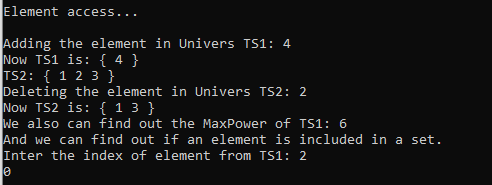 Element access...
Adding the element in Univers TS1: 4
Now TS1 is: { 4 }
TS2: { 1 2 3 }
Deleting the element in Univers TS2: 2
Now TS2 is: { 1 3 }
We also can find out the MaxPower of TS1: 6
And we can find out if an element is included in a set.
Inter the index of element from TS1: 2
0